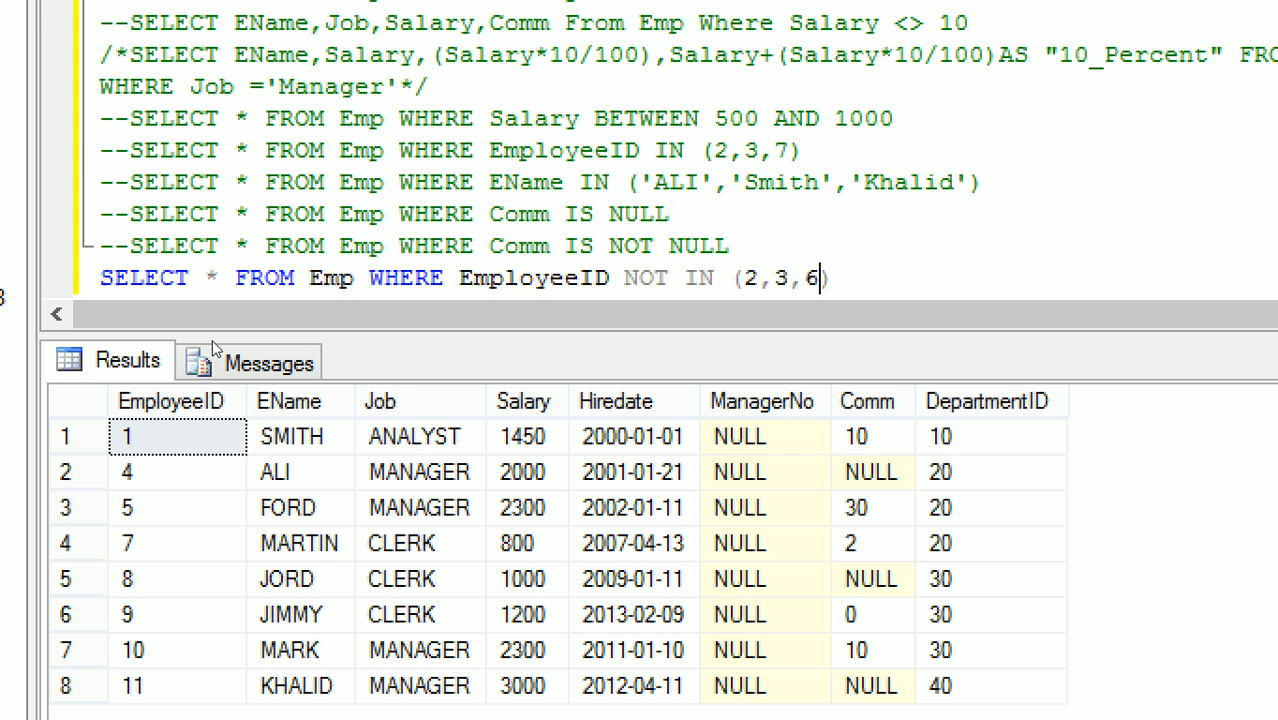 --SELECT EName,Job,Salary,Comm From Emp Where Salary <> 10
/*SELECT EName,Salary,(Salary*10/100),Salary+(Salary*10/100)AS "10_Percent" FRO
WHERE Job ='Manager'*/
--SELECT * FROM Emp WHERE Salary BETWEEN 500 AND 1000
--SELECT * FROM Emp WHERE EmployeeID IN (2,3,7)
--SELECT * FROM Emp WHERE EName IN ('ALI','Smith','Khalid')
--SELECT * FROM Emp WHERE Comm IS NULL
--SELECT * FROM Emp WHERE Comm IS NOT NULL
SELECT * FROM Emp WHERE EmployeeID NOT IN (2,3,6)
Results Messages
EmployeeID EName Job Salary Hiredate ManagerNo Comm DepartmentID
1 1 SMITH ANALYST 1450 2000-01-01 NULL 10 10
2 4 ALI MANAGER 2000 2001-01-21 NULL NULL 20
3 5 FORD MANAGER 2300 2002-01-11 NULL 30 20
4 7 MARTIN CLERK 800 2007-04-13 NULL 2 20
5 8 JORD CLERK 1000 2009-01-11 NULL NULL 30
6 9 JIMMY CLERK 1200 2013-02-09 NULL 0 30
7 10 MARK MANAGER 2300 2011-01-10 NULL 10 30
8 11 KHALID MANAGER 3000 2012-04-11 NULL NULL 40